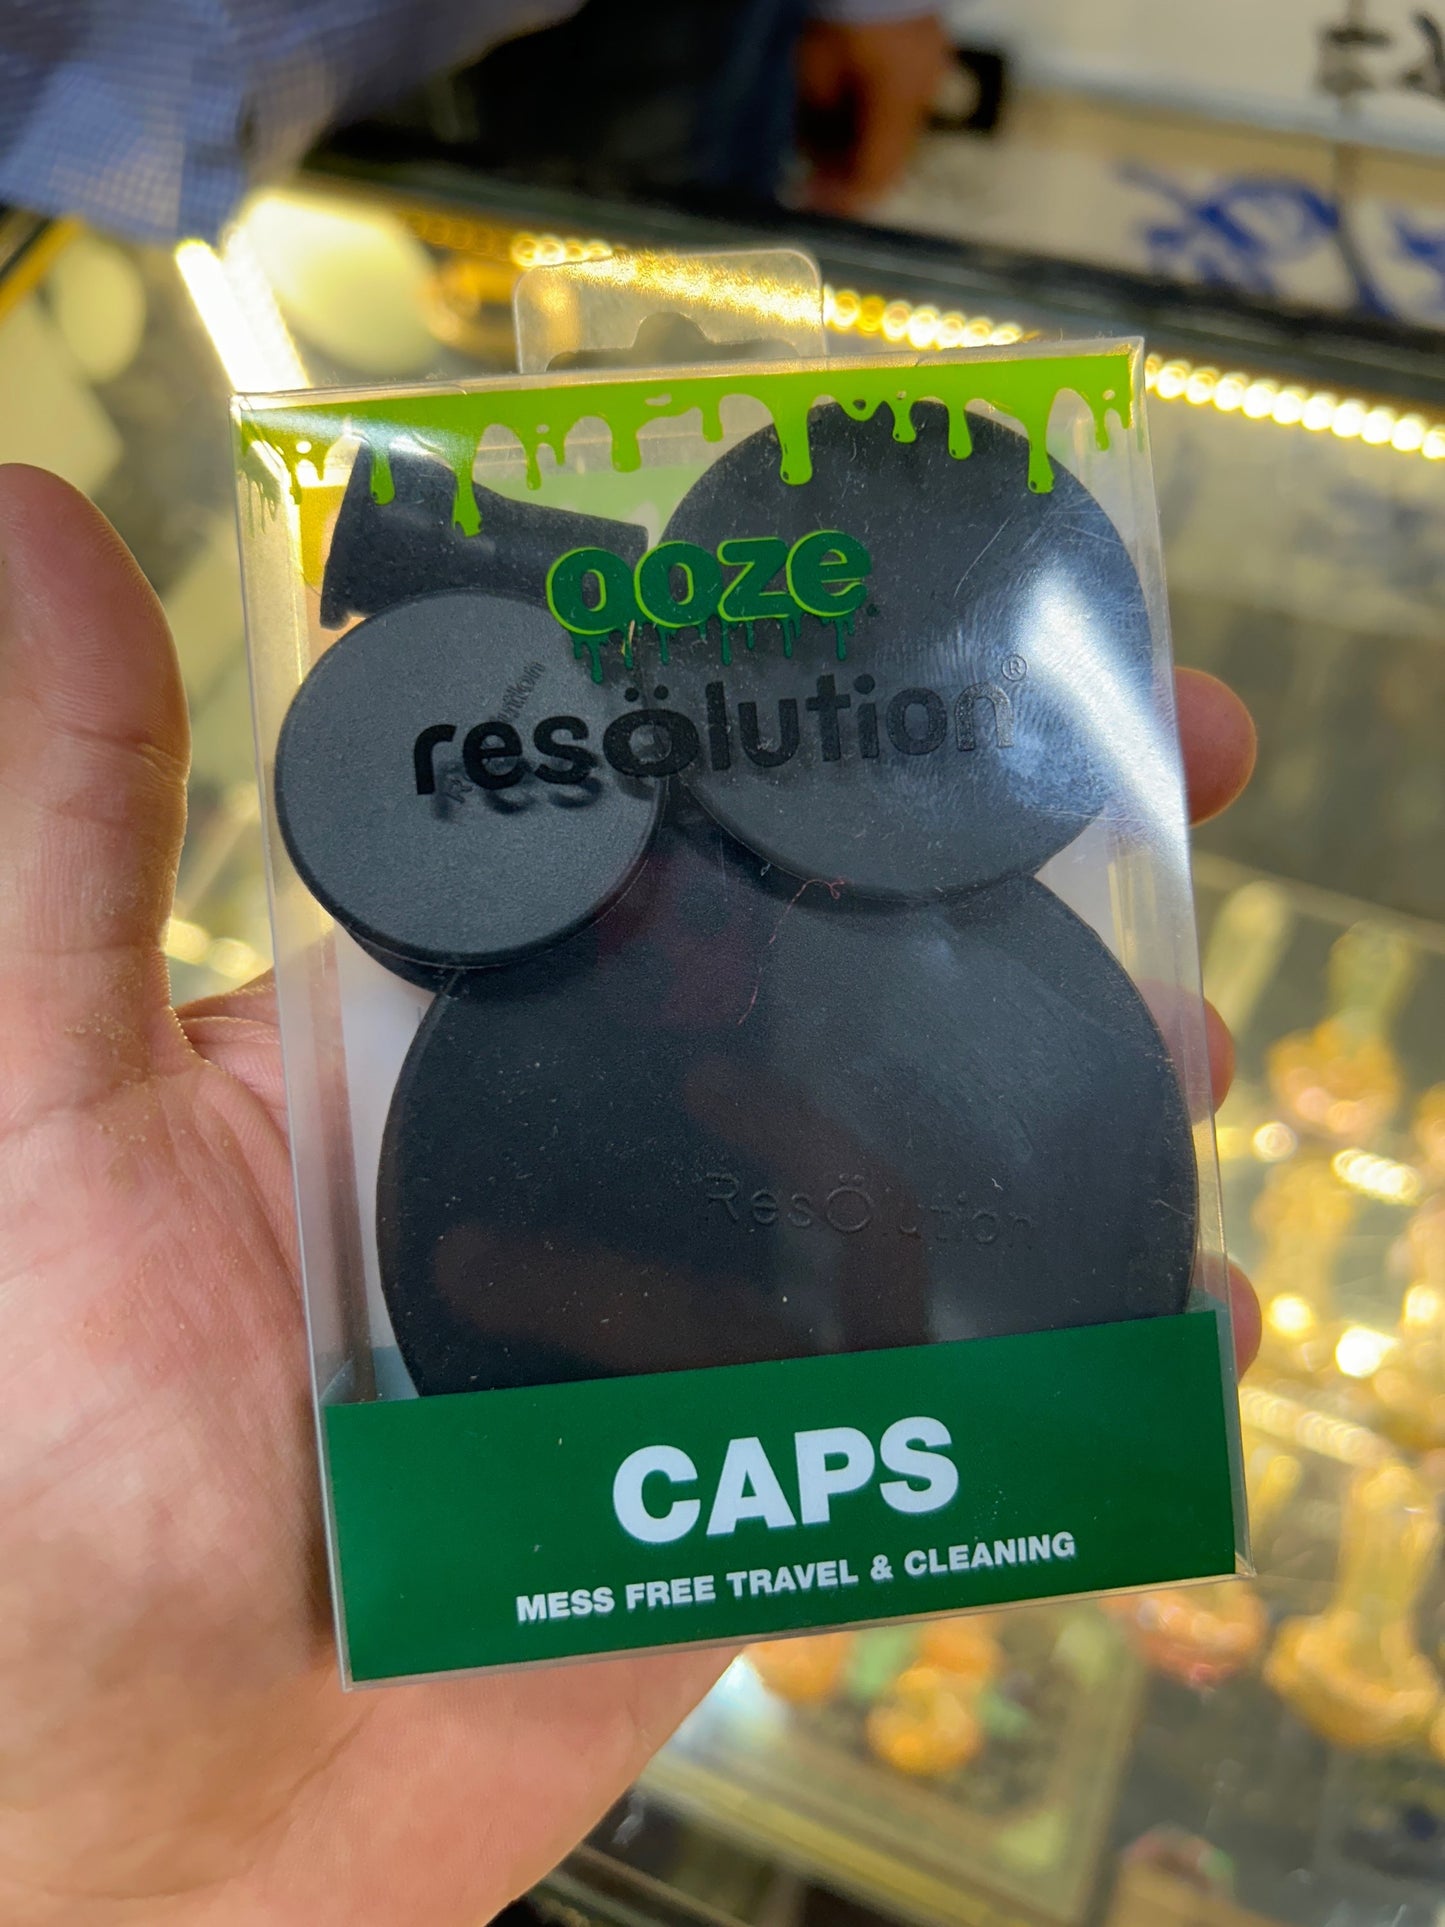 ooze
resölution®
ResÖlution
CAPS
MESS FREE TRAVEL & CLEANING